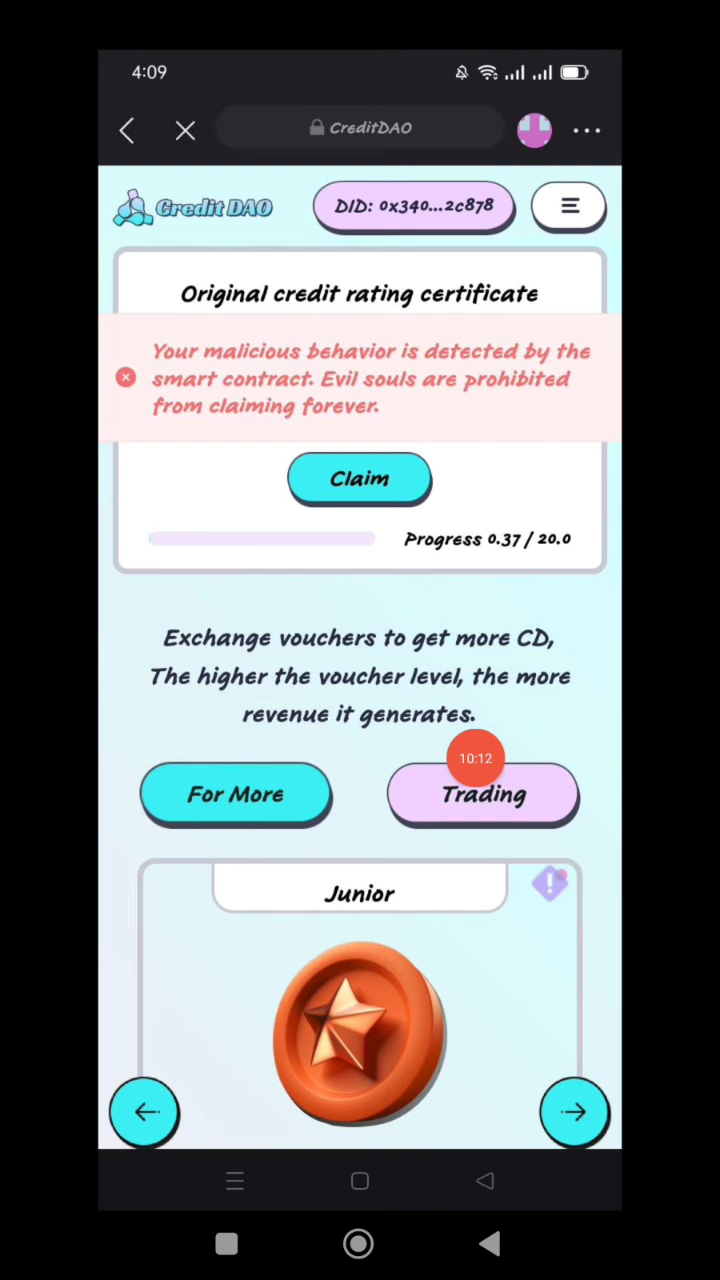 4:09
CreditDAO
Credit DAO
DID: 0x340...2c878
Original credit rating certificate
Your malicious behavior is detected by the
smart contract. Evil souls are prohibited
from claiming forever.
Claim
Progress 0.37 / 20.0
Exchange vouchers to get more CD,
The higher the voucher level, the more
revenue it generates.
10:12
For More
Trading
Junior